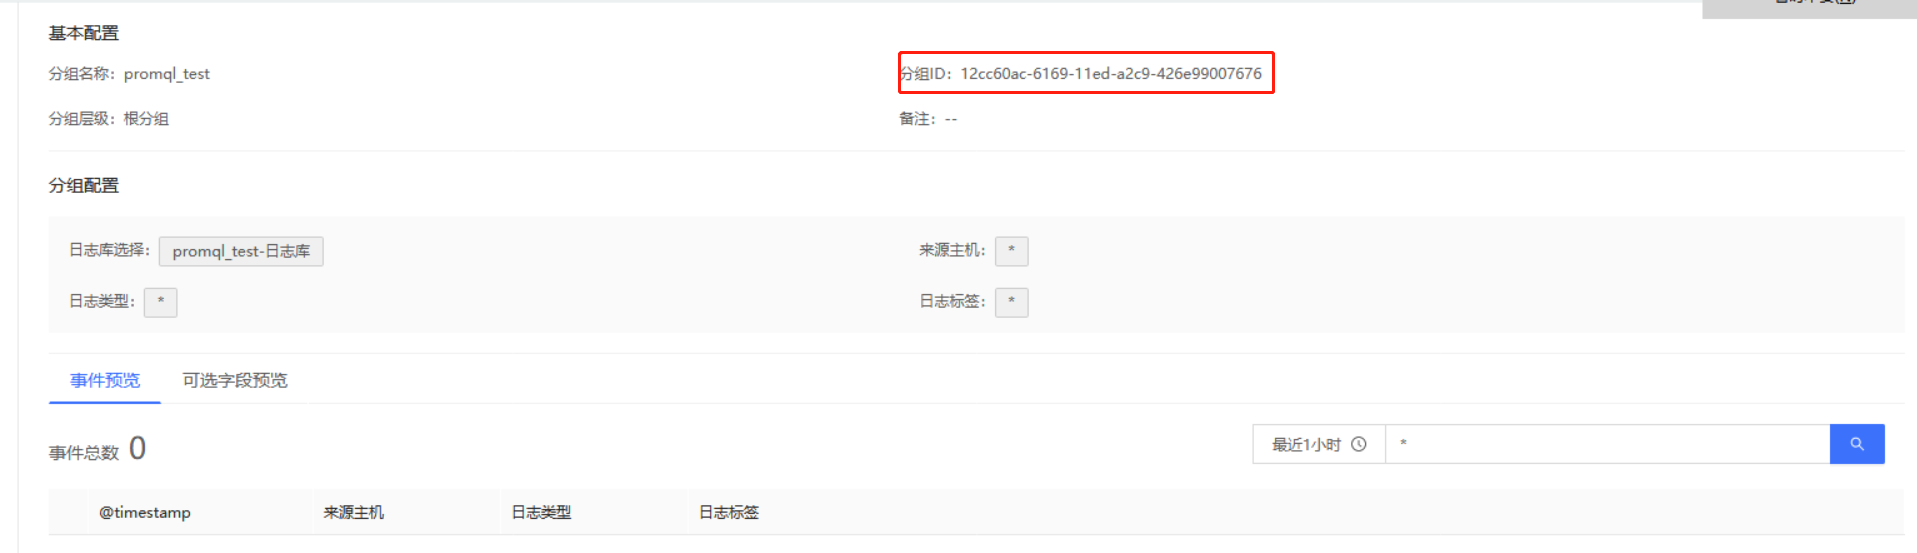 基本配置
分组名称：promql_test
分组ID：12cc60ac-6169-11ed-a2c9-426e99007676
分组层级：根分组
备注：--
分组配置
日志库选择：promql_test-日志库
来源主机：*
日志类型：*
日志标签：*
事件预览 可选字段预览
事件总数 0
最近1小时 *
@timestamp 来源主机 日志类型 日志标签